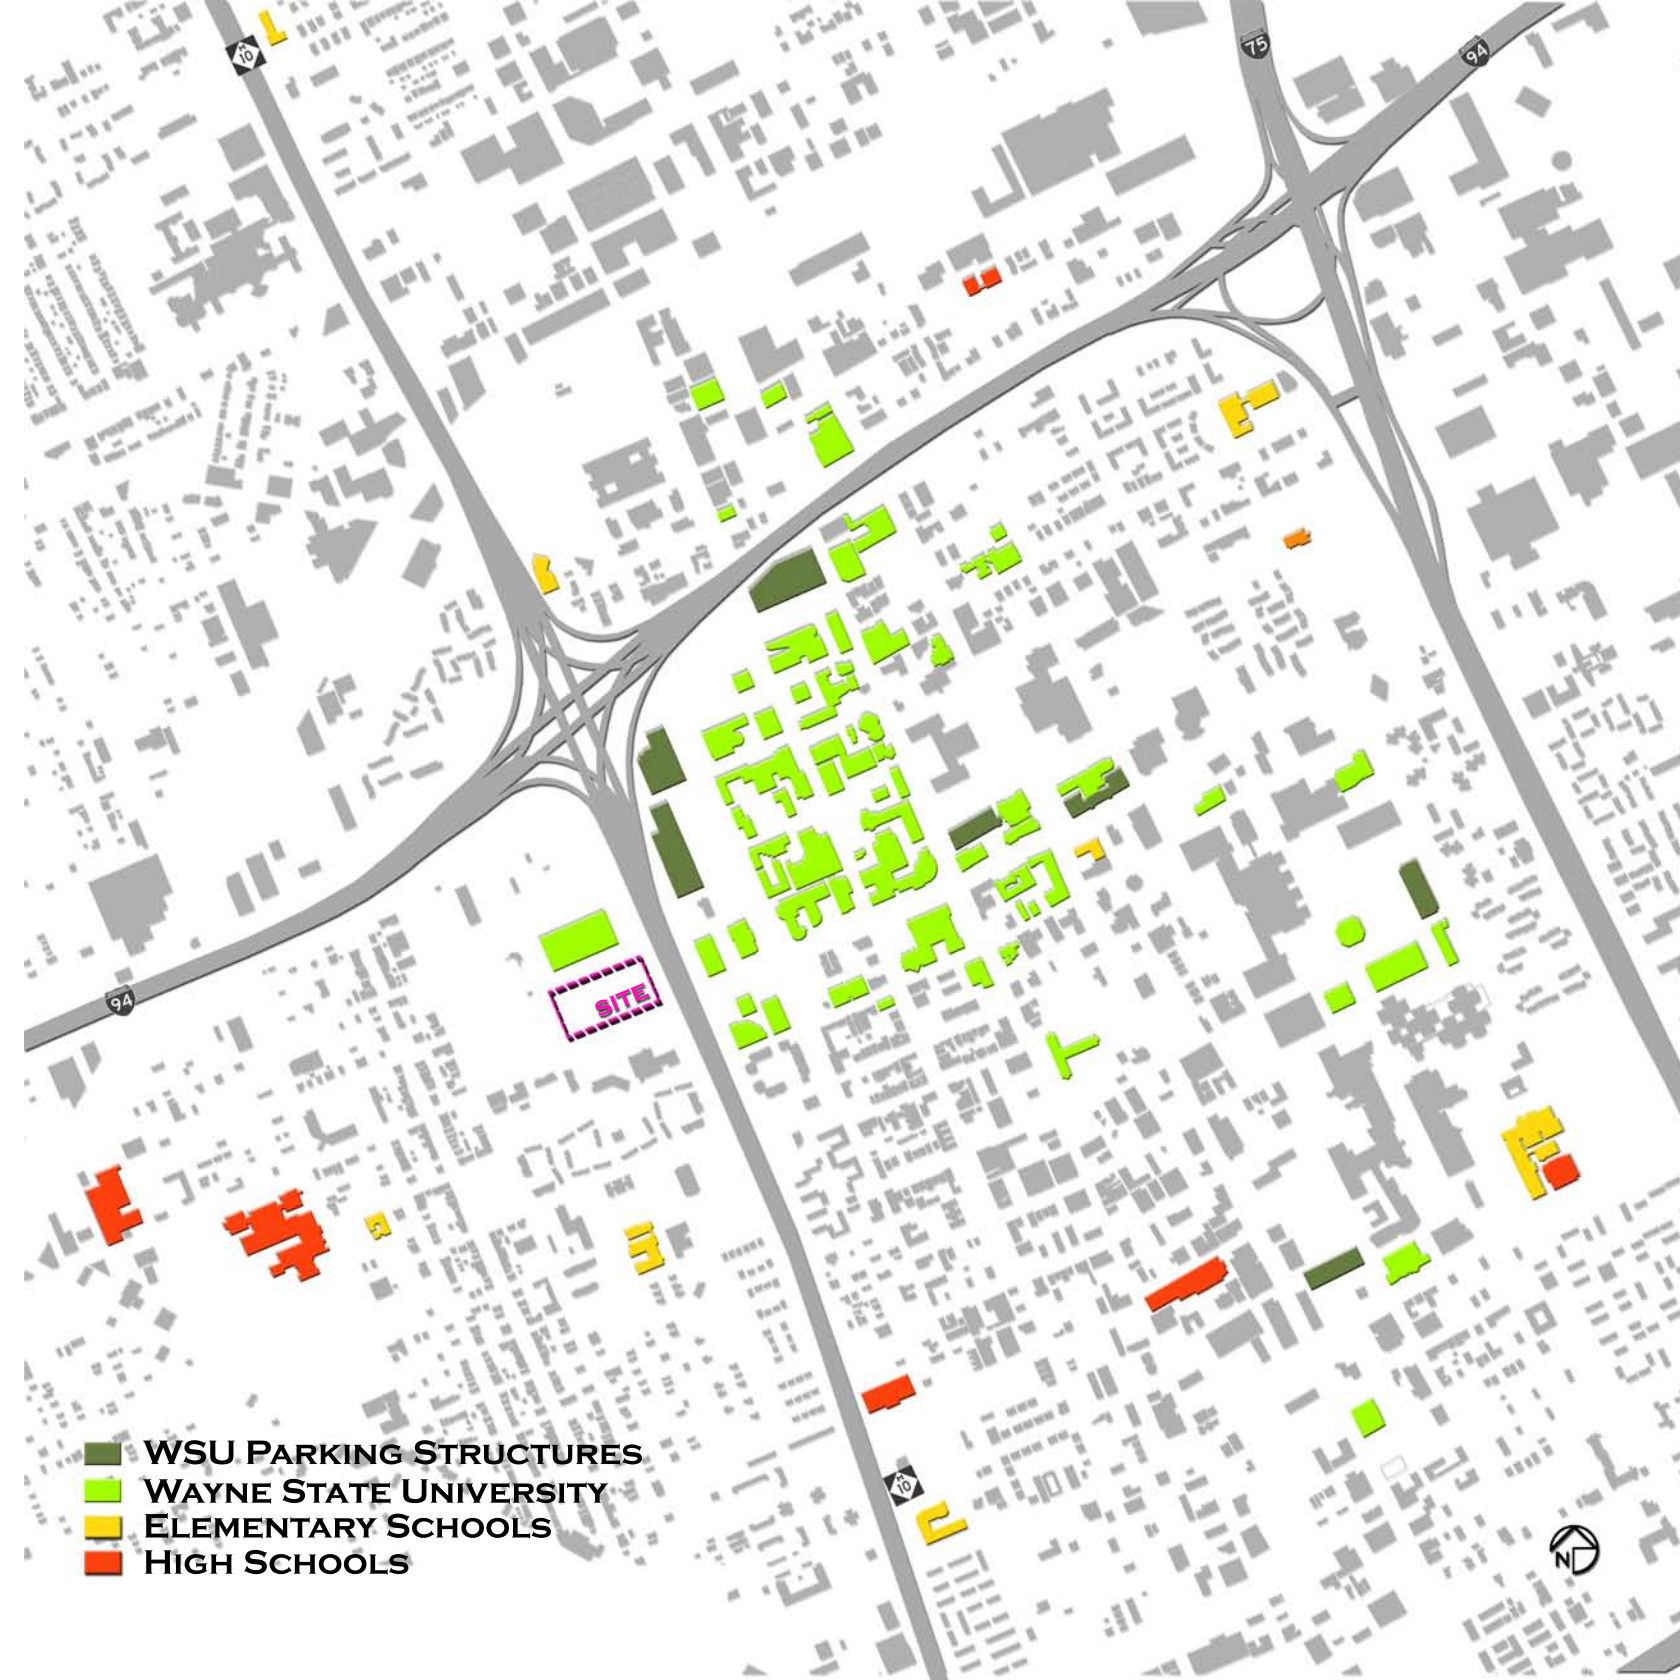 M
10
75
94
94
SITE
M
10
WSU PARKING STRUCTURES
WAYNE STATE UNIVERSITY
ELEMENTARY SCHOOLS
HIGH SCHOOLS
N